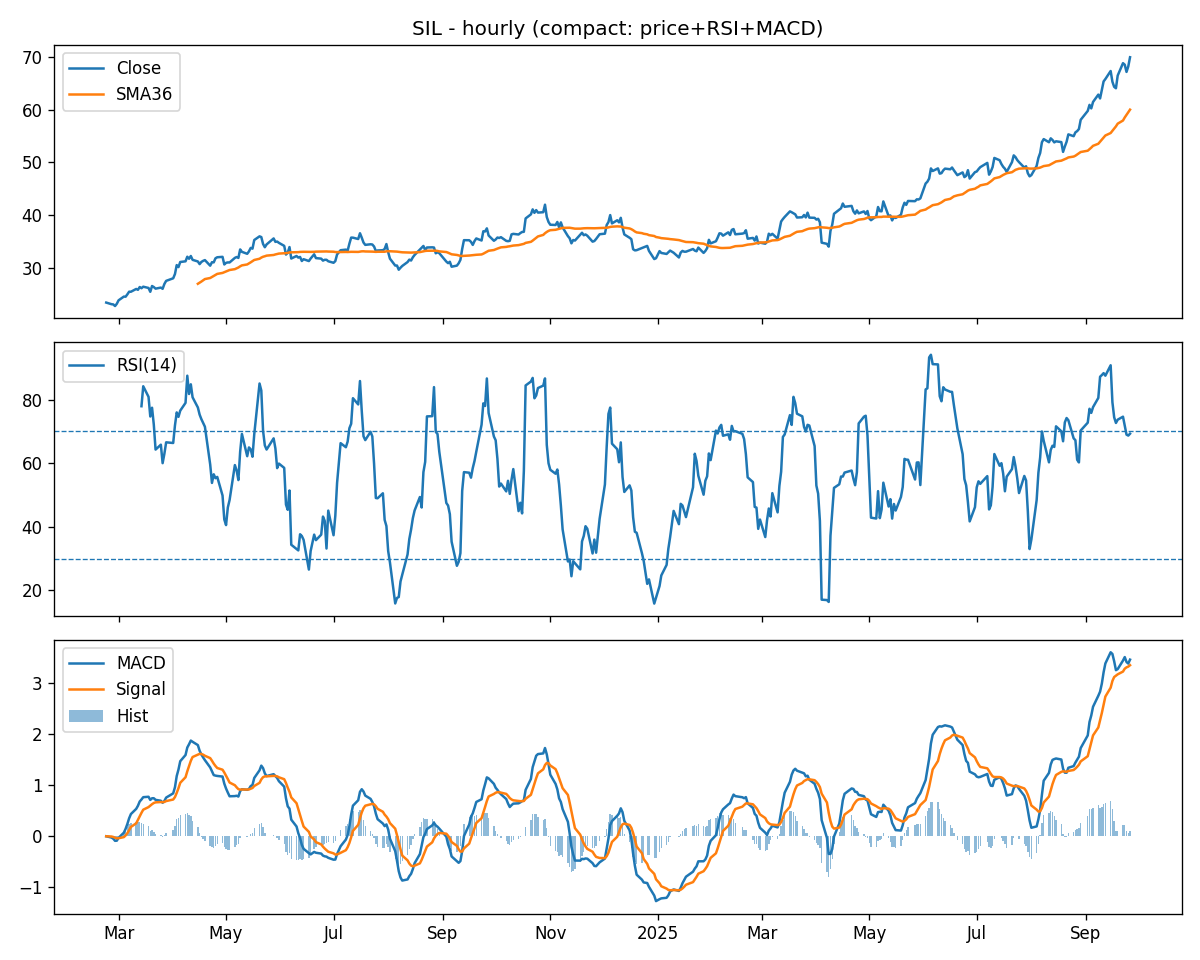 SIL - hourly (compact: price+RSI+MACD)
Close
SMA36
70
60
50
40
30
RSI(14)
80
60
40
20
MACD
Signal
Hist
3
2
1
0
−1
Mar
May
Jul
Sep
Nov
2025
Mar
May
Jul
Sep